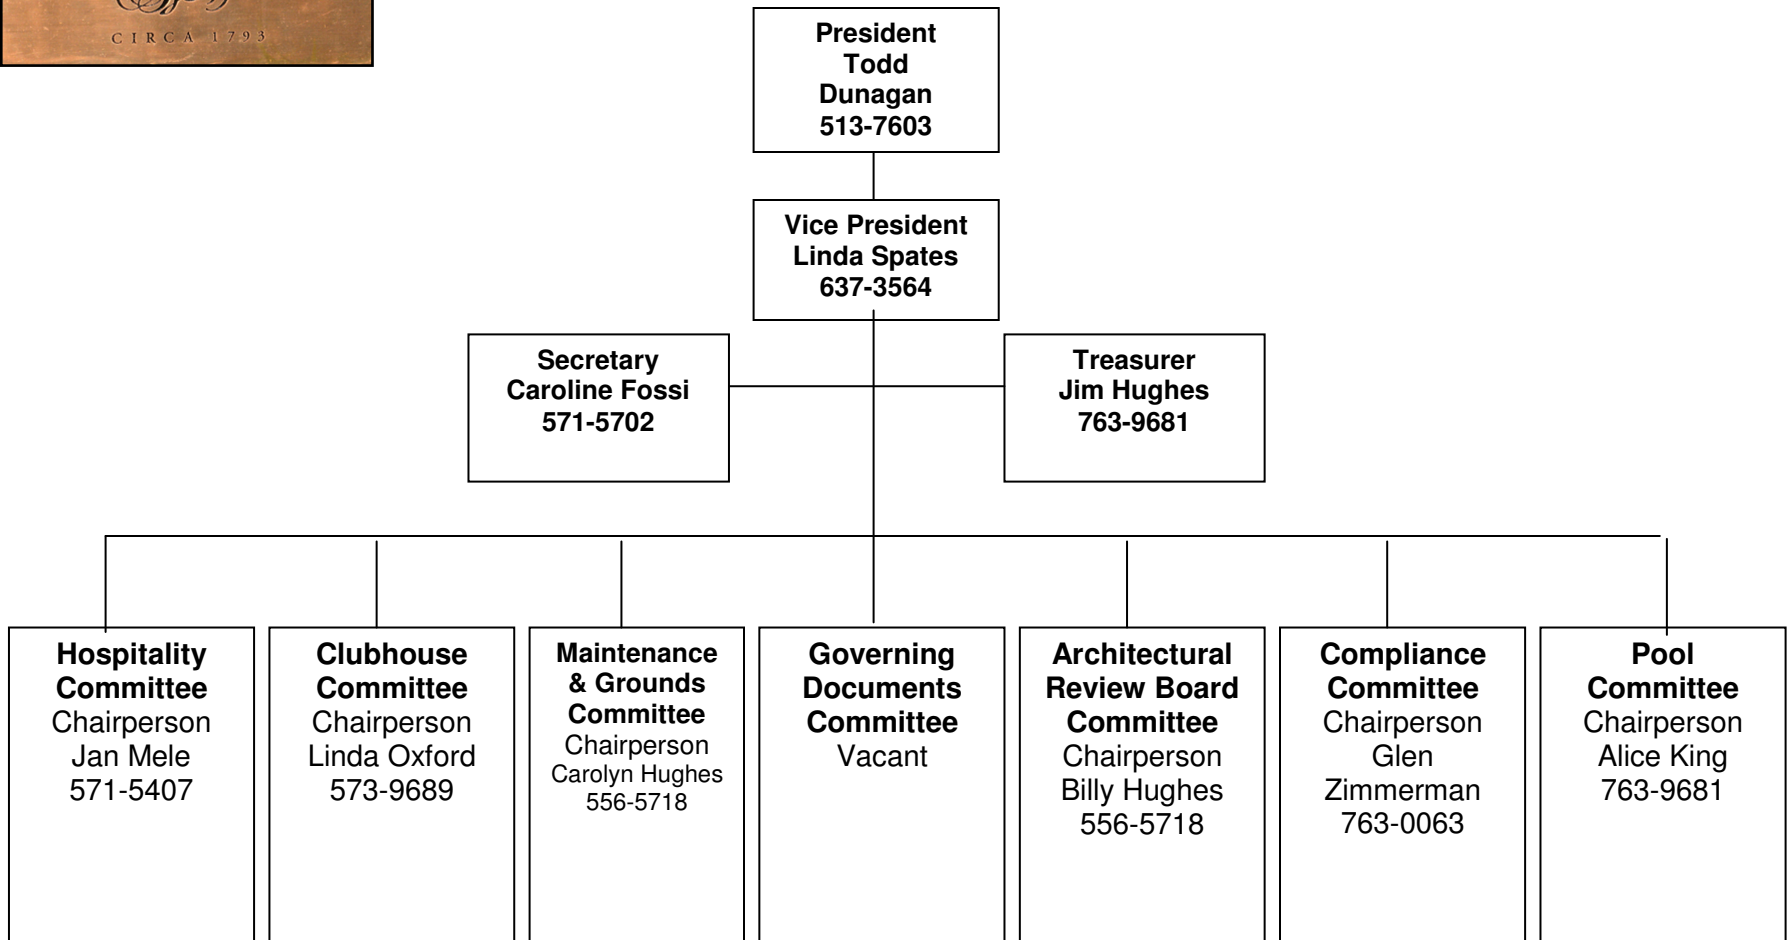 CIRCA 1793
President
Todd
Dunagan
513-7603
Vice President
Linda Spates
637-3564
Secretary
Caroline Fossi
571-5702
Treasurer
Jim Hughes
763-9681
Hospitality
Committee
Chairperson
Jan Mele
571-5407
Clubhouse
Committee
Chairperson
Linda Oxford
573-9689
Maintenance
& Grounds
Committee
Chairperson
Carolyn Hughes
556-5718
Governing
Documents
Committee
Vacant
Architectural
Review Board
Committee
Chairperson
Billy Hughes
556-5718
Compliance
Committee
Chairperson
Glen
Zimmerman
763-0063
Pool
Committee
Chairperson
Alice King
763-9681